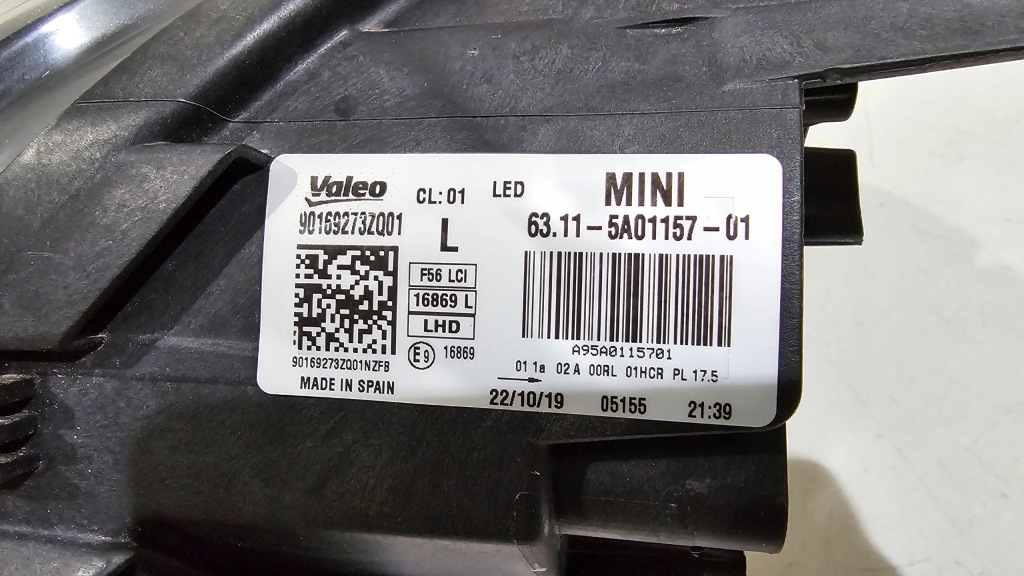 Valeo CL: 01 LED MINI
90169273ZQ01 L 63.11-5A01157-01
F56 LCI
16869 L
LHD
E9 16869
A95A0115701
90169273ZQ01NZFB
01 1a 02 A 00RL 01HCR PL 17.5
MADE IN SPAIN
22/10/19 05155 21:39